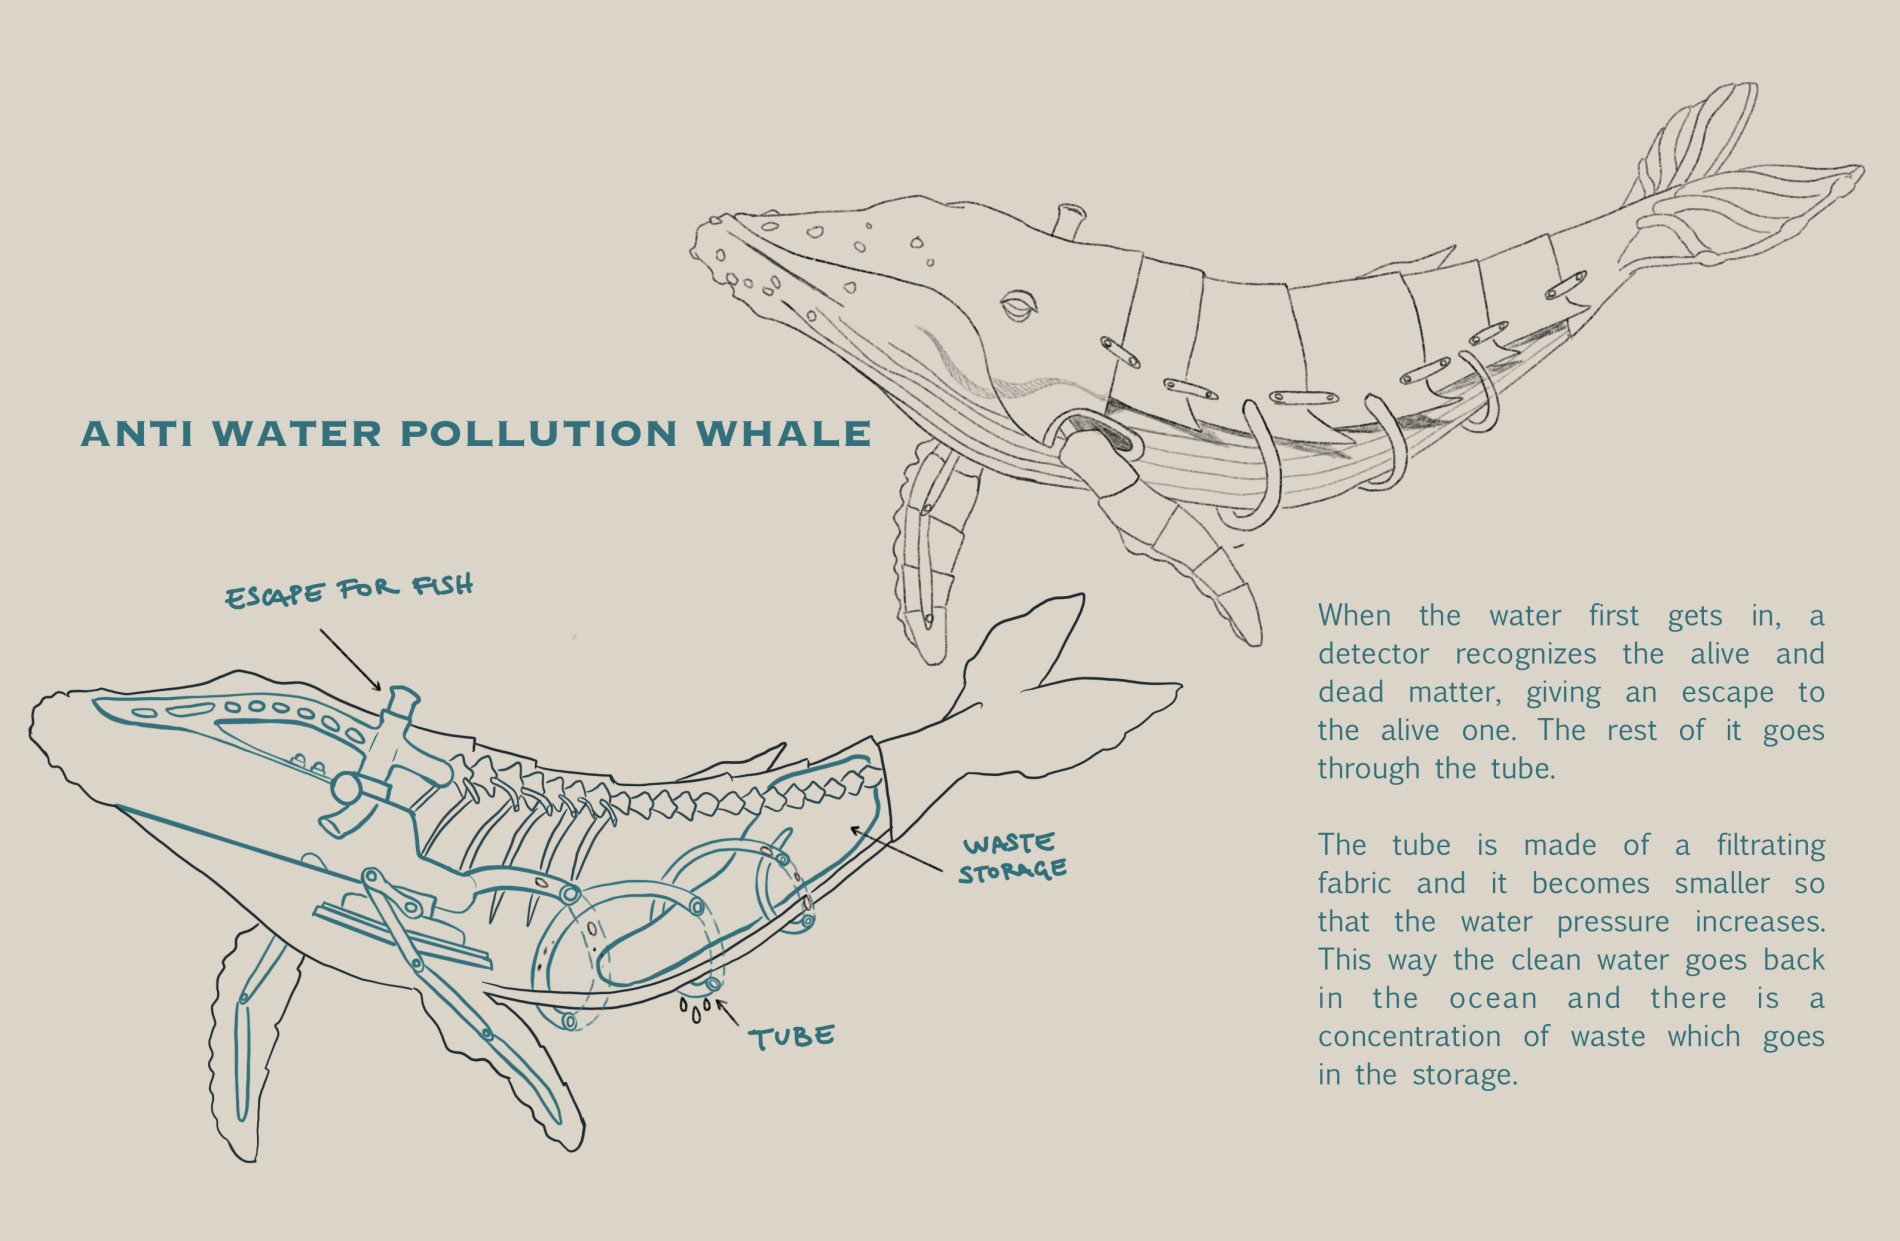 ANTI WATER POLLUTION WHALE
ESCAPE FOR FISH
WASTE
STORAGE
TUBE
When the water first gets in, a
detector recognizes the alive and
dead matter, giving an escape to
the alive one. The rest of it goes
through the tube.
The tube is made of a filtrating
fabric and it becomes smaller so
that the water pressure increases.
This way the clean water goes back
in the ocean and there is a
concentration of waste which goes
in the storage.